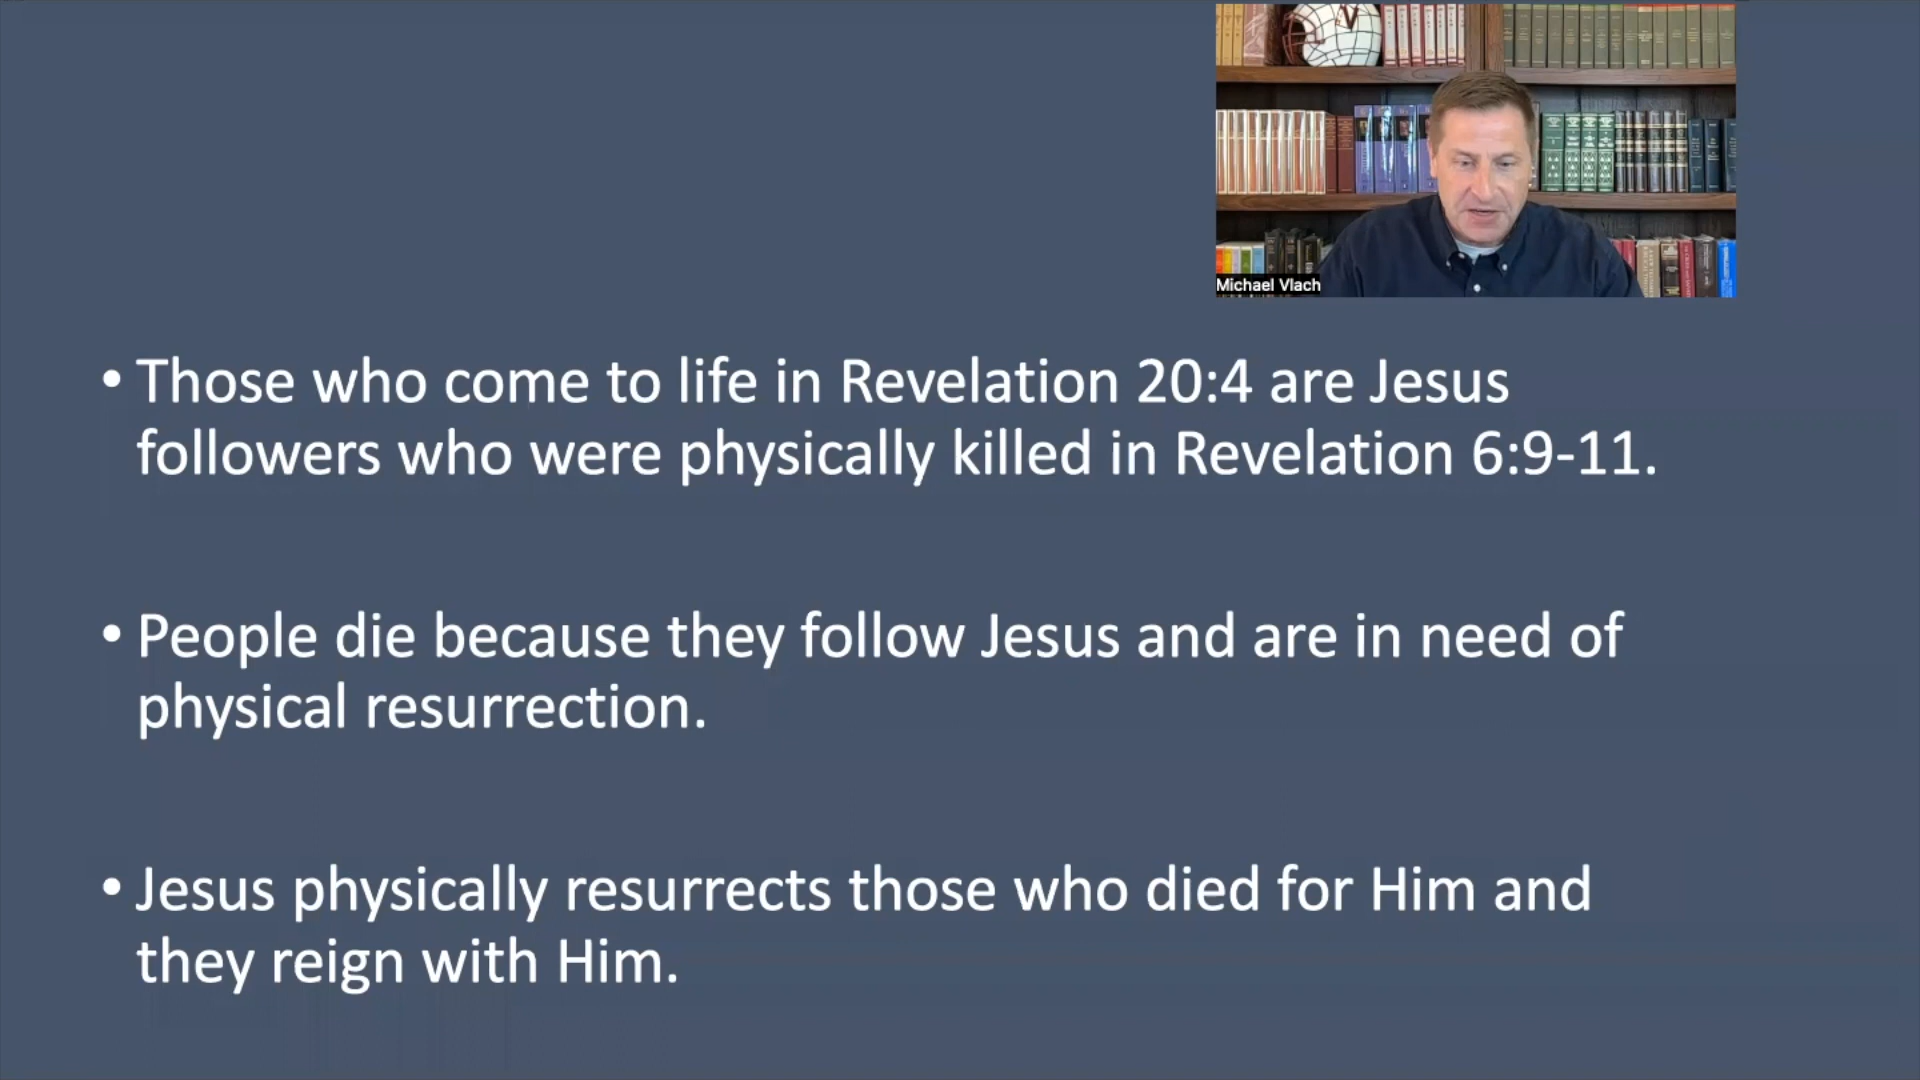 Michael Vlach
• Those who come to life in Revelation 20:4 are Jesus
followers who were physically killed in Revelation 6:9-11.
• People die because they follow Jesus and are in need of
physical resurrection.
• Jesus physically resurrects those who died for Him and
they reign with Him.